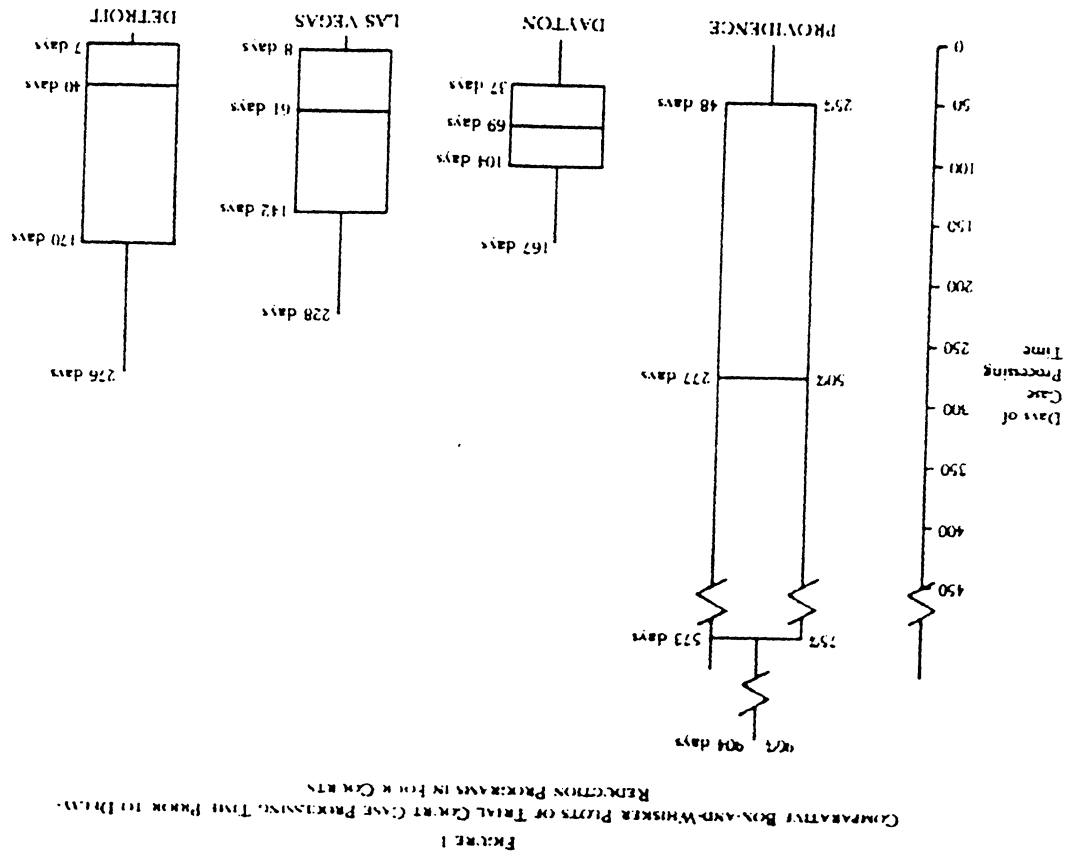 FIGURE 1
COMPARATIVE BOX-AND-WHISKER PLOTS OF TRIAL COURT CASE PROCESSING TIME PRIOR TO DELAY-
REDUCTION PROGRAMS IN FOUR COURTS
90%
904 days
75%
573 days
450
400
350
Days of
Case
Processing
Time
300
250
200
150
100
50
0
50%
277 days
25%
48 days
PROVIDENCE
167 days
104 days
69 days
37 days
DAYTON
228 days
142 days
61 days
8 days
LAS VEGAS
276 days
170 days
40 days
7 days
DETROIT